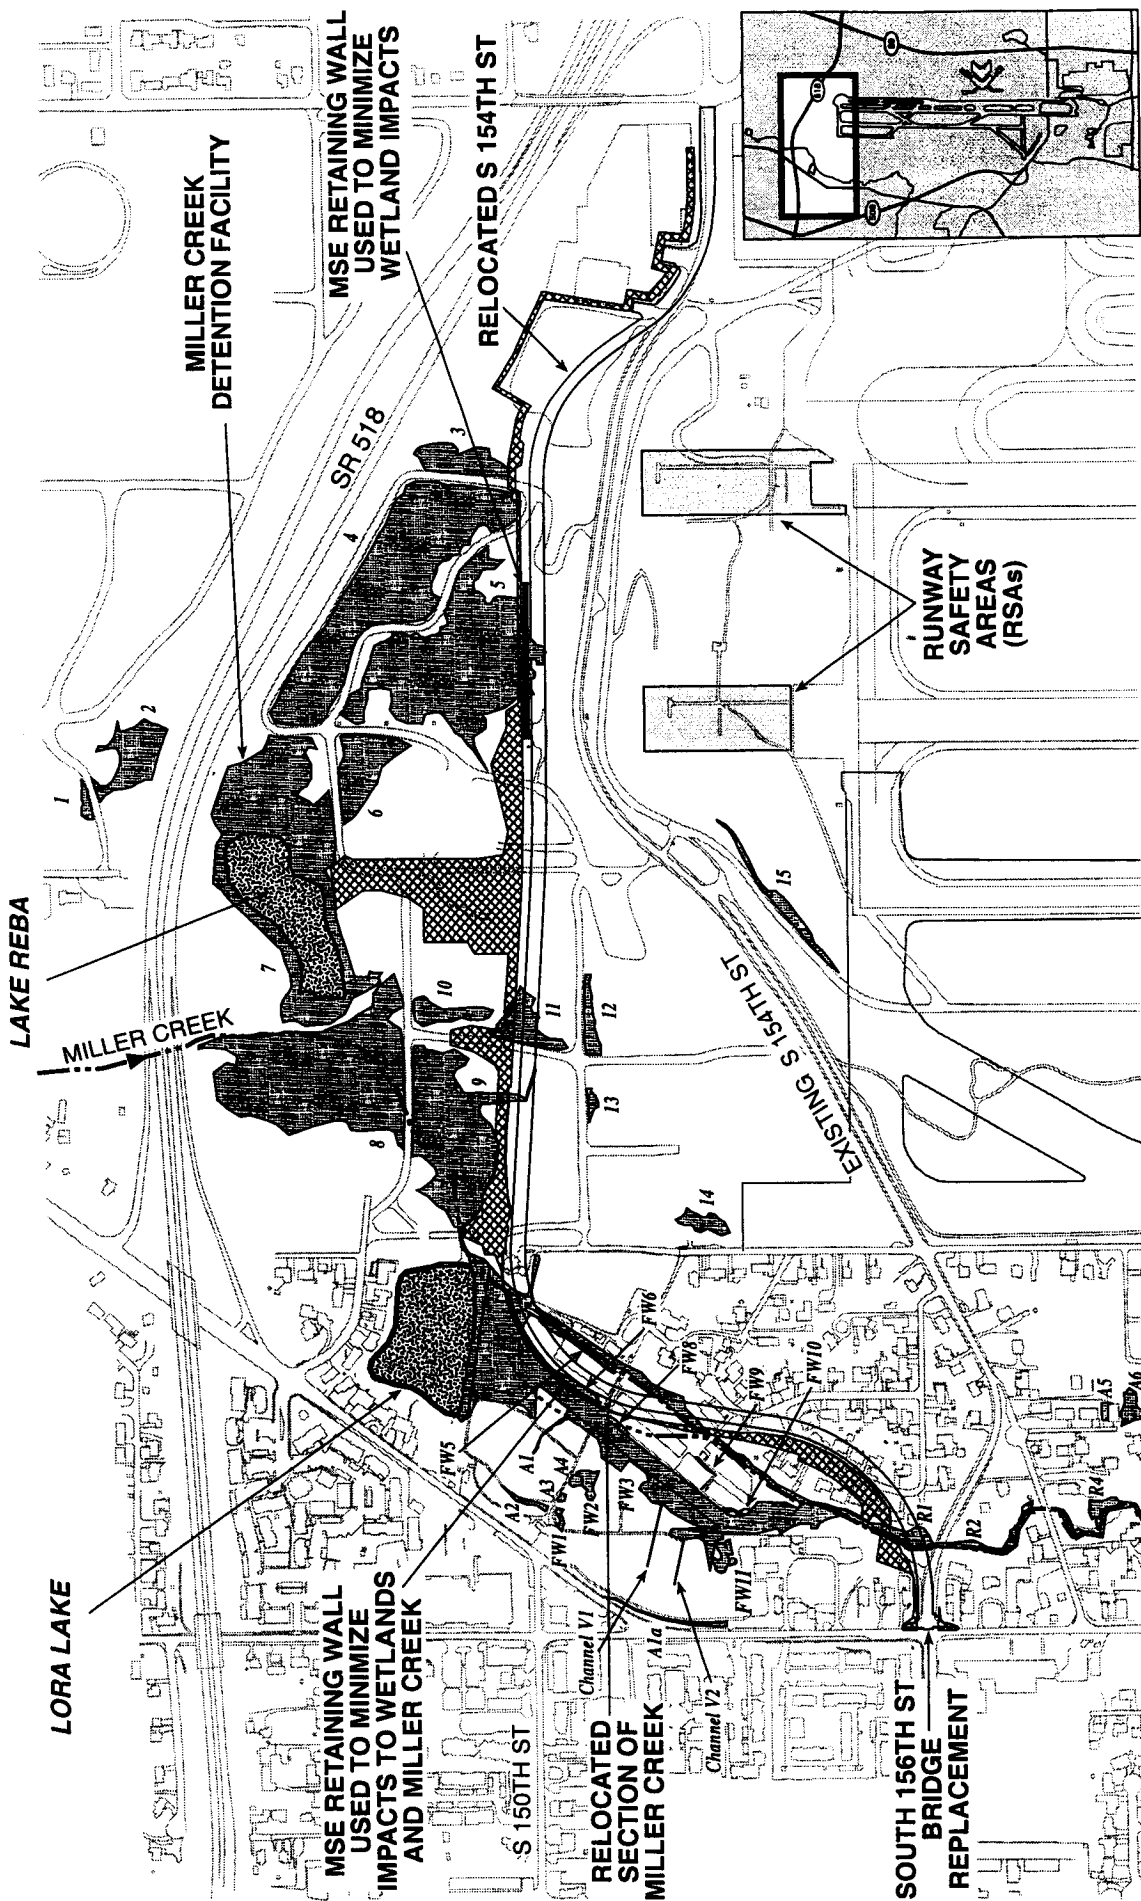 LORA LAKE
LAKE REBA
MILLER CREEK
DETENTION FACILITY
MSE RETAINING WALL
USED TO MINIMIZE
WETLAND IMPACTS
RELOCATED S 154TH ST
SR 518
MILLER CREEK
1
2
3
4
5
6
7
8
9
10
11
12
13
14
15
MSE RETAINING WALL
USED TO MINIMIZE
IMPACTS TO WETLANDS
AND MILLER CREEK
S 150TH ST
RELOCATED
SECTION OF
MILLER CREEK
SOUTH 156TH ST
BRIDGE
REPLACEMENT
EXISTING S 154TH ST
RUNWAY
SAFETY
AREAS
(RSAs)
FW5
A1
A2
A3
A4
FW1
FW2
FW3
FW6
FW8
FW9
FW10
FW11
Channel V1
A1a
Channel V2
R1
R2
R4
A5
A6
518
509